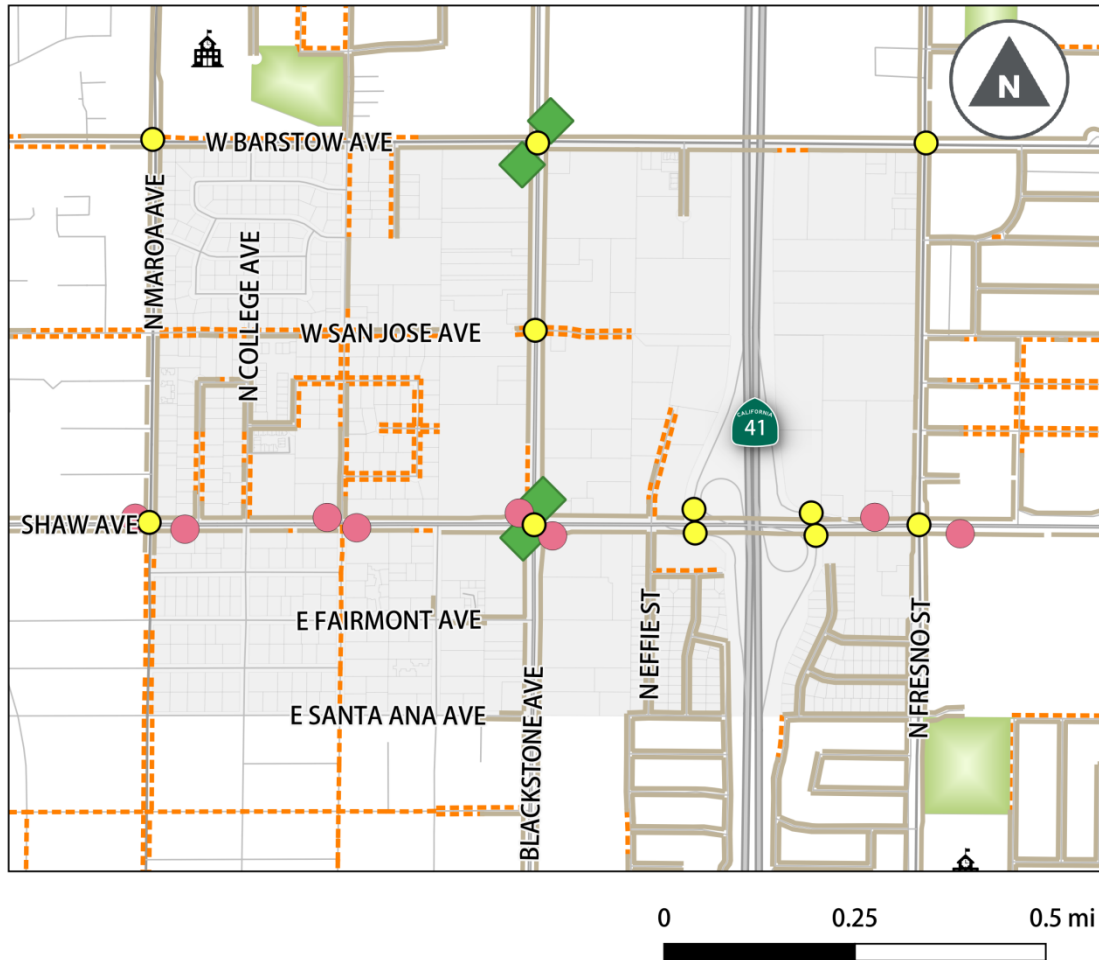 N
W BARSTOW AVE
N MAROA AVE
N COLLEGE AVE
W SAN JOSE AVE
CALIFORNIA
41
SHAW AVE
E FAIRMONT AVE
N EFFIE ST
N FRESNO ST
E SANTA ANA AVE
BLACKSTONE AVE
0 0.25 0.5 mi